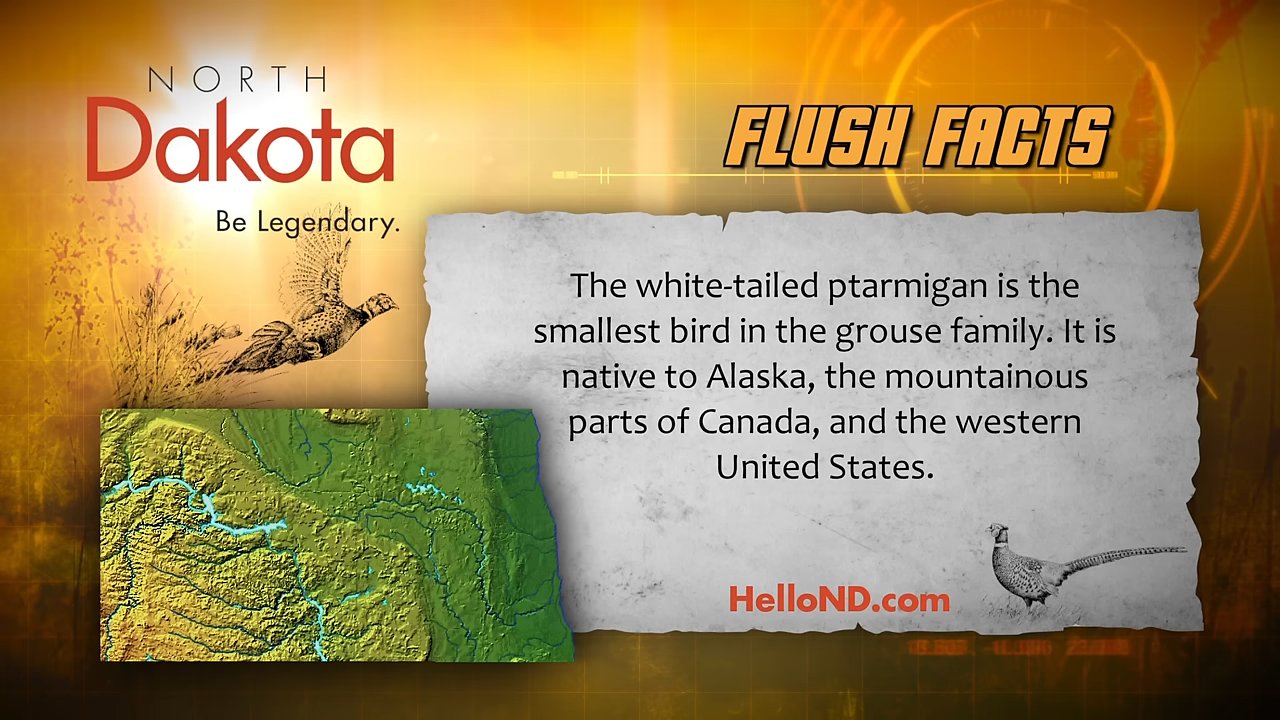 NORTH
Dakota
Be Legendary.
FLUSH FACTS
The white-tailed ptarmigan is the
smallest bird in the grouse family. It is
native to Alaska, the mountainous
parts of Canada, and the western
United States.
HelloND.com